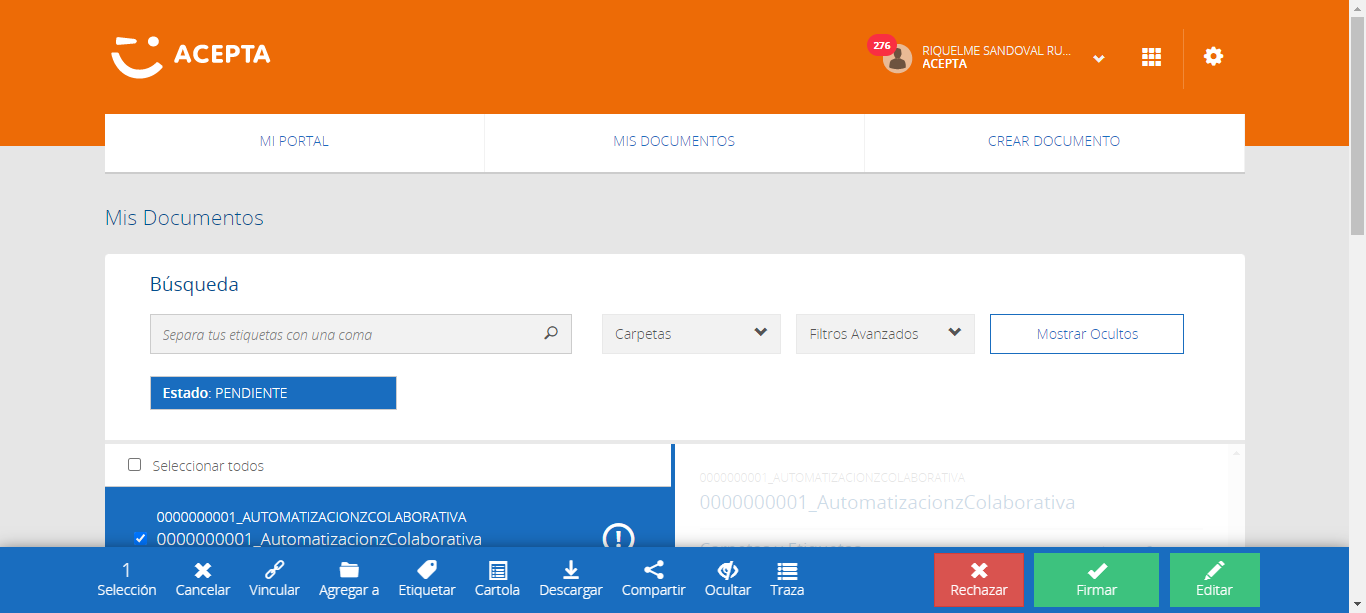 ACEPTA
276
RIQUELME SANDOVAL RU...
ACEPTA
MI PORTAL
MIS DOCUMENTOS
CREAR DOCUMENTO
Mis Documentos
Búsqueda
Separa tus etiquetas con una coma
Carpetas
Filtros Avanzados
Mostrar Ocultos
Estado: PENDIENTE
Seleccionar todos
0000000001_AUTOMATIZACIONZCOLABORATIVA
0000000001_AutomatizacionzColaborativa
0000000001_AUTOMATIZACIONZCOLABORATIVA
0000000001_AutomatizacionzColaborativa
Carpetas y Etiquetas
1
Selección
Cancelar
Vincular
Agregar a
Etiquetar
Cartola
Descargar
Compartir
Ocultar
Traza
Rechazar
Firmar
Editar